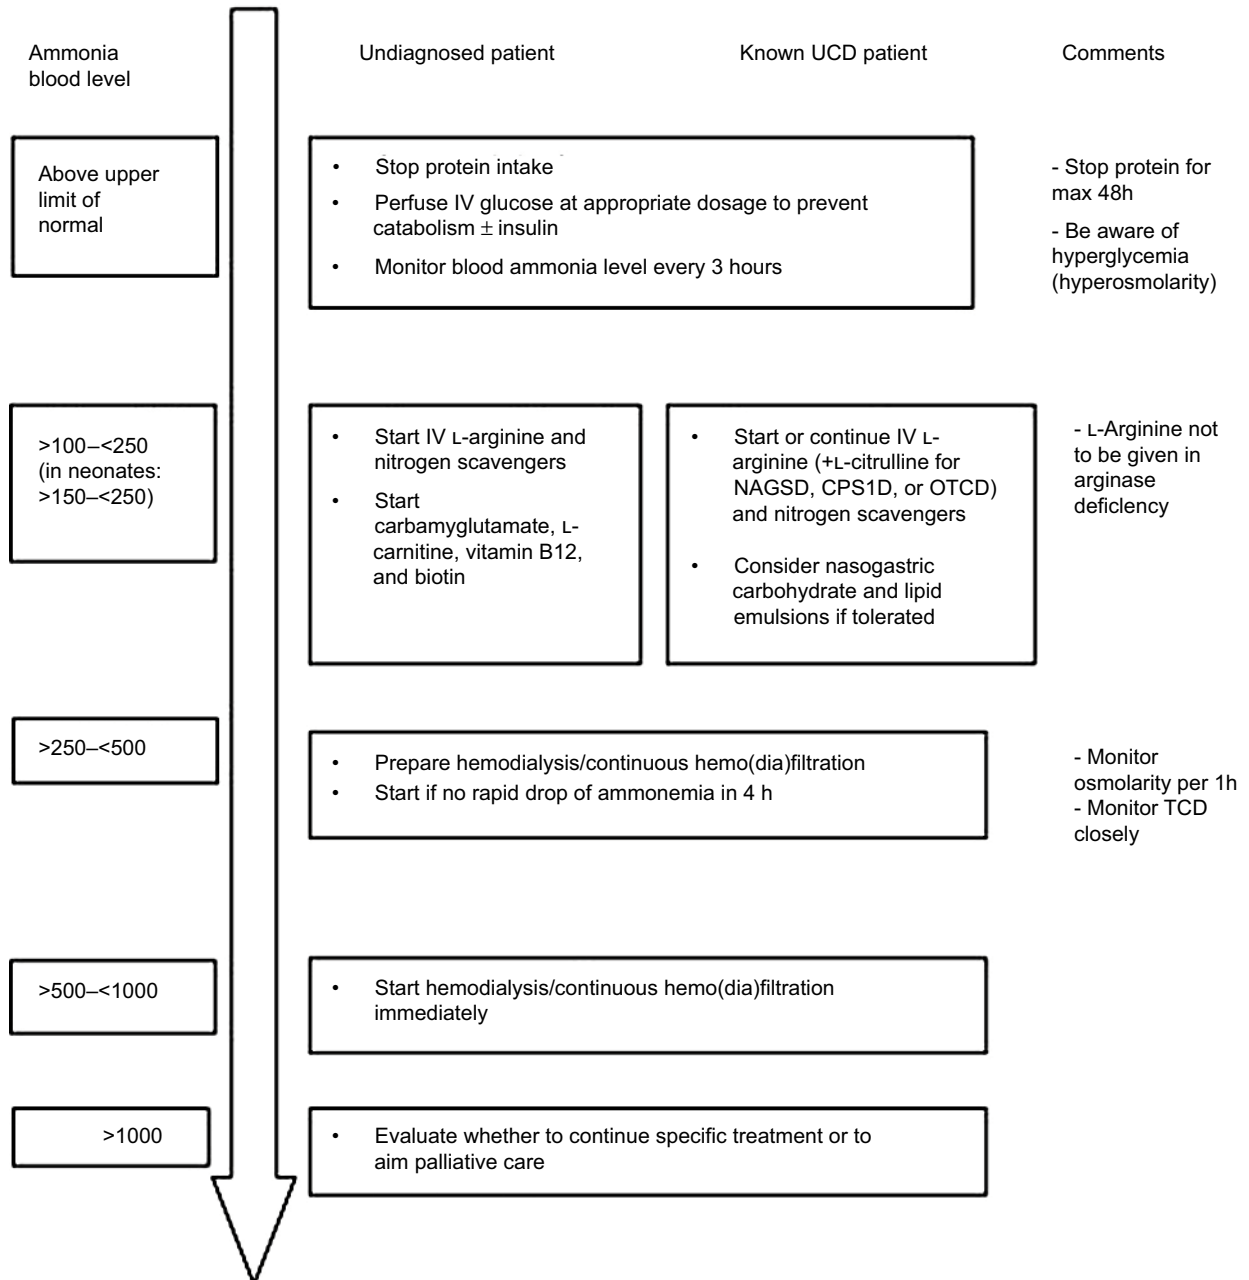 Ammonia
blood level
Undiagnosed patient
Known UCD patient
Comments
Above upper
limit of
normal
• Stop protein intake
• Perfuse IV glucose at appropriate dosage to prevent
catabolism ± insulin
• Monitor blood ammonia level every 3 hours
- Stop protein for
max 48h
- Be aware of
hyperglycemia
(hyperosmolarity)
>100–<250
(in neonates:
>150–<250)
• Start IV ʟ-arginine and
nitrogen scavengers
• Start
carbamyglutamate, ʟ-
carnitine, vitamin B12,
and biotin
• Start or continue IV ʟ-
arginine (+ʟ-citrulline for
NAGSD, CPS1D, or OTCD)
and nitrogen scavengers
• Consider nasogastric
carbohydrate and lipid
emulsions if tolerated
- ʟ-Arginine not
to be given in
arginase
deficlency
>250–<500
• Prepare hemodialysis/continuous hemo(dia)filtration
• Start if no rapid drop of ammonemia in 4 h
- Monitor
osmolarity per 1h
- Monitor TCD
closely
>500–<1000
• Start hemodialysis/continuous hemo(dia)filtration
immediately
>1000
• Evaluate whether to continue specific treatment or to
aim palliative care